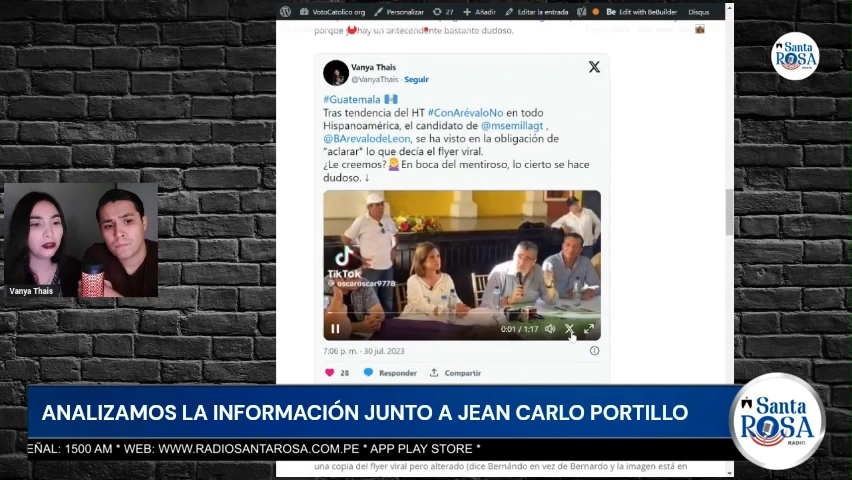 VotoCatolico.org
Personalizar
27
Añadir
Editar la entrada
Edit with BeBuilder
Disqus
porque hay un antecedente bastante dudoso.
Santa
ROSA
RADIO
Vanya Thais
@VanyaThais · Seguir
#Guatemala 🇬🇹
Tras tendencia del HT #ConArévaloNo en todo
Hispanoamérica, el candidato de @msemillagt ,
@BArevalodeLeon, se ha visto en la obligación de
"aclarar" lo que decía el flyer viral.
¿Le creemos?🤷‍♀️ En boca del mentiroso, lo cierto se hace
dudoso. ↓
TikTok
@oscaroscar9778
0:01 / 1:17
7:06 p. m. · 30 jul. 2023
28
Responder
Compartir
Vanya Thais
ANALIZAMOS LA INFORMACIÓN JUNTO A JEAN CARLO PORTILLO
Santa
ROSA
RADIO
EÑAL: 1500 AM * WEB: WWW.RADIOSANTAROSA.COM.PE * APP PLAY STORE *
una copia del flyer viral pero alterado (dice Bernándo en vez de Bernardo y la imagen está en